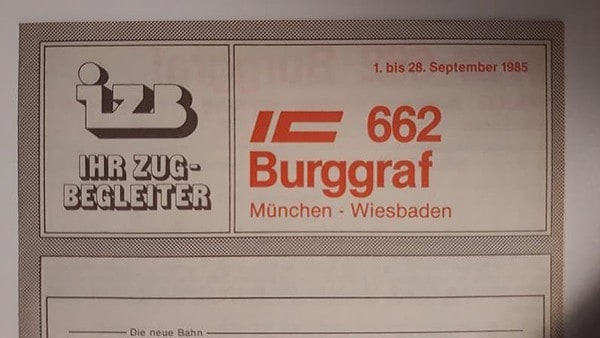 izB
IHR ZUG-
BEGLEITER
1. bis 28. September 1985
IC 662
Burggraf
München - Wiesbaden
Die neue Bahn